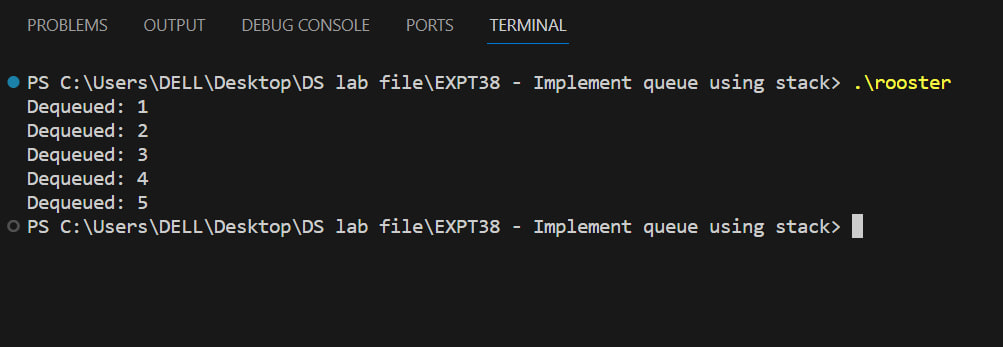 PROBLEMS OUTPUT DEBUG CONSOLE PORTS TERMINAL
PS C:\Users\DELL\Desktop\DS lab file\EXPT38 - Implement queue using stack> .\rooster
Dequeued: 1
Dequeued: 2
Dequeued: 3
Dequeued: 4
Dequeued: 5
PS C:\Users\DELL\Desktop\DS lab file\EXPT38 - Implement queue using stack>